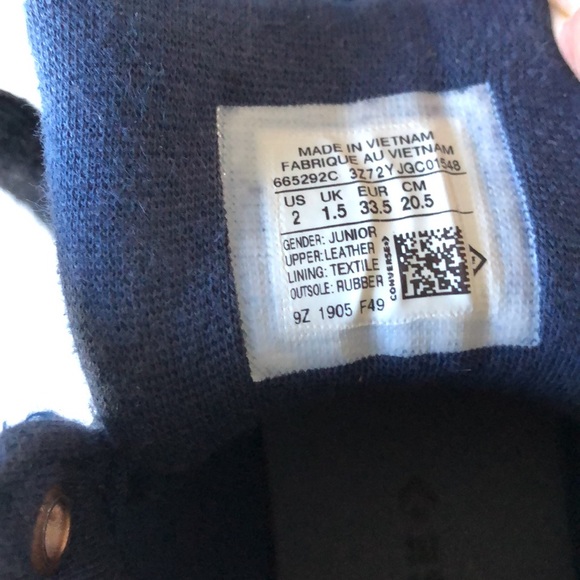 MADE IN VIETNAM
FABRIQUE AU VIETNAM
665292C 3Z72YJGC01548
US UK EUR CM
2 1.5 33.5 20.5
GENDER: JUNIOR
UPPER: LEATHER
LINING: TEXTILE
OUTSOLE: RUBBER
CONVERSE
9Z 1905 F49